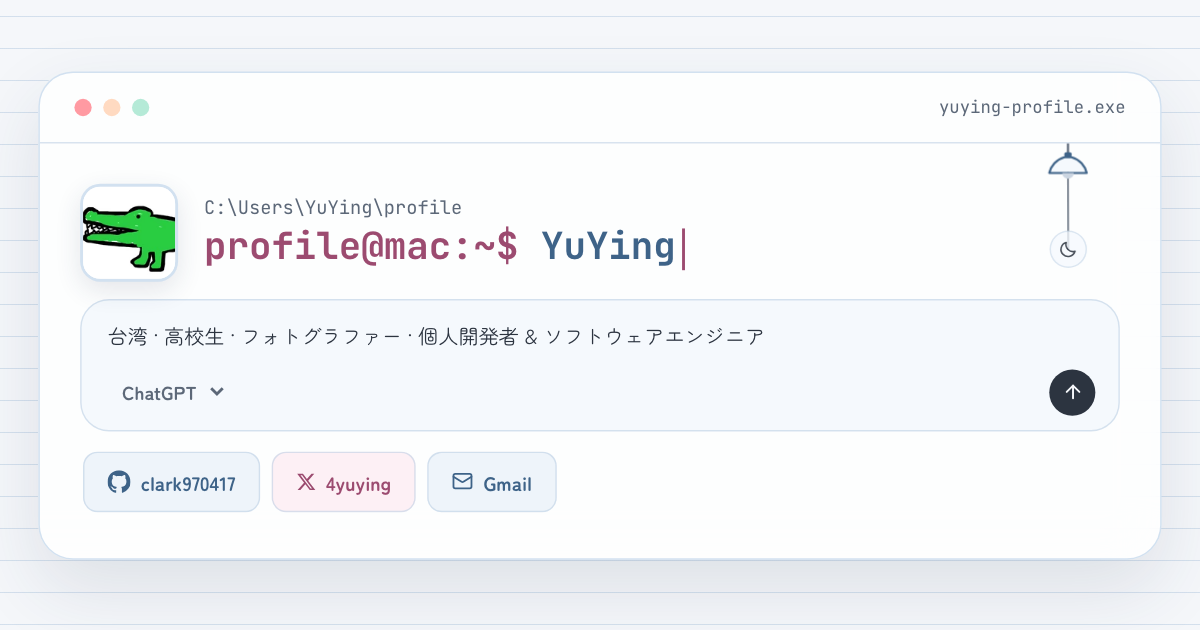 yuying-profile.exe
C:\Users\YuYing\profile
profile@mac:~$ YuYing
台湾 · 高校生 · フォトグラファー · 個人開発者 & ソフトウェアエンジニア
ChatGPT
clark970417
4yuying
Gmail